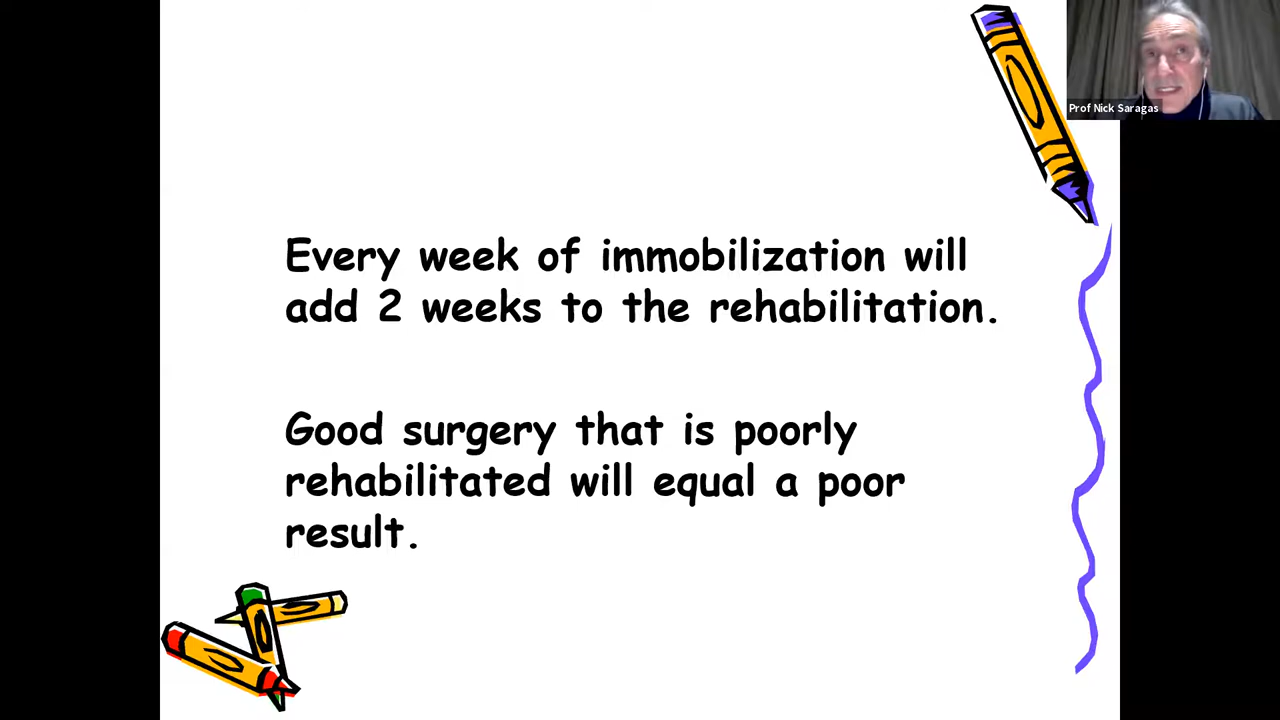 Prof Nick Saragas
Every week of immobilization will
add 2 weeks to the rehabilitation.
Good surgery that is poorly
rehabilitated will equal a poor
result.